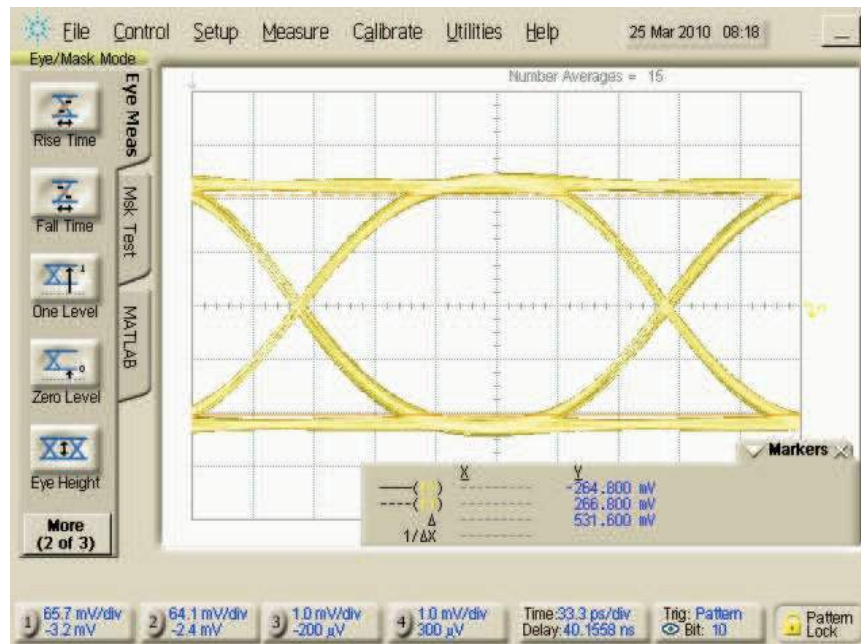 File Control Setup Measure Calibrate Utilities Help 25 Mar 2010 08:18
Eye/Mask Mode
Number Averages = 15
Eye Meas
Rise Time
Msk Test
Fall Time
One Level
MATLAB
Zero Level
Eye Height
More
(2 of 3)
Markers
X Y
-264.800 mV
266.800 mV
Δ 531.600 mV
1/ΔX
1) 65.7 mV/div
-3.2 mV
2) 64.1 mV/div
-2.4 mV
3) 1.0 mV/div
-200 µV
4) 1.0 mV/div
300 µV
Time:33.3 ps/div
Delay:40.1558 ns
Trig: Pattern
Bit: 10
Pattern
Lock